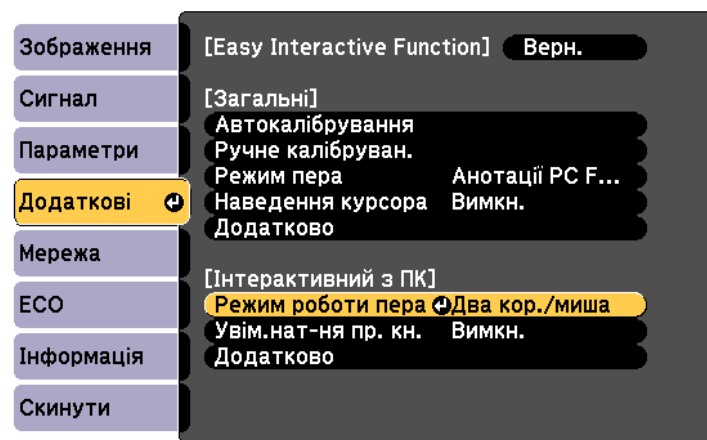 Зображення
Сигнал
Параметри
Додаткові
Мережа
ECO
Інформація
Скинути
[Easy Interactive Function] Верн.
[Загальні]
Автокалібрування
Ручне калібруван.
Режим пера Анотації PC F...
Наведення курсора Вимкн.
Додатково
[Інтерактивний з ПК]
Режим роботи пера Два кор./миша
Увім.нат-ня пр. кн. Вимкн.
Додатково